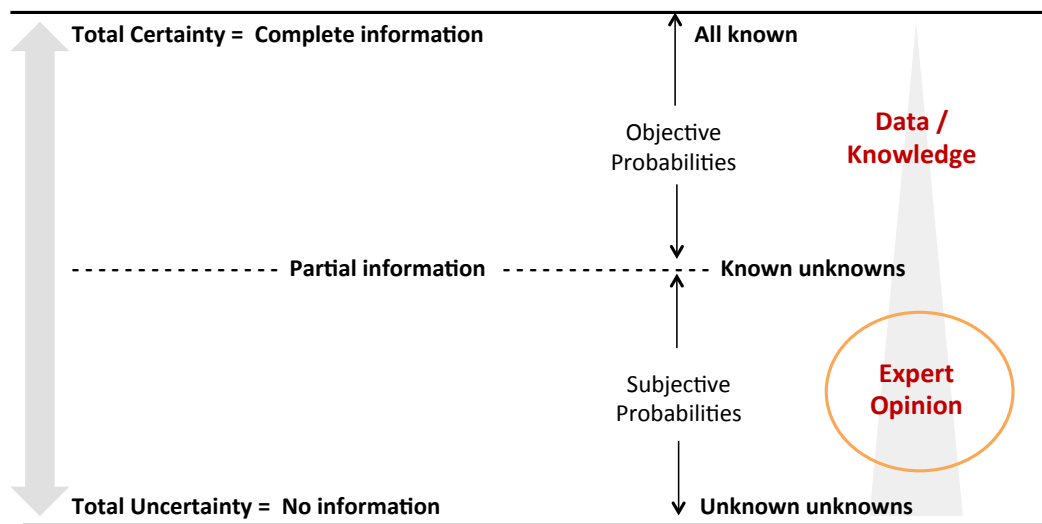 Total Certainty =  Complete information
All known
Objective
Probabilities
Data /
Knowledge
- - - - - - - - - - - - - - - - Partial information - - - - - - - - - - - - - - - - Known unknowns
Subjective
Probabilities
Expert
Opinion
Total Uncertainty =  No information
Unknown unknowns